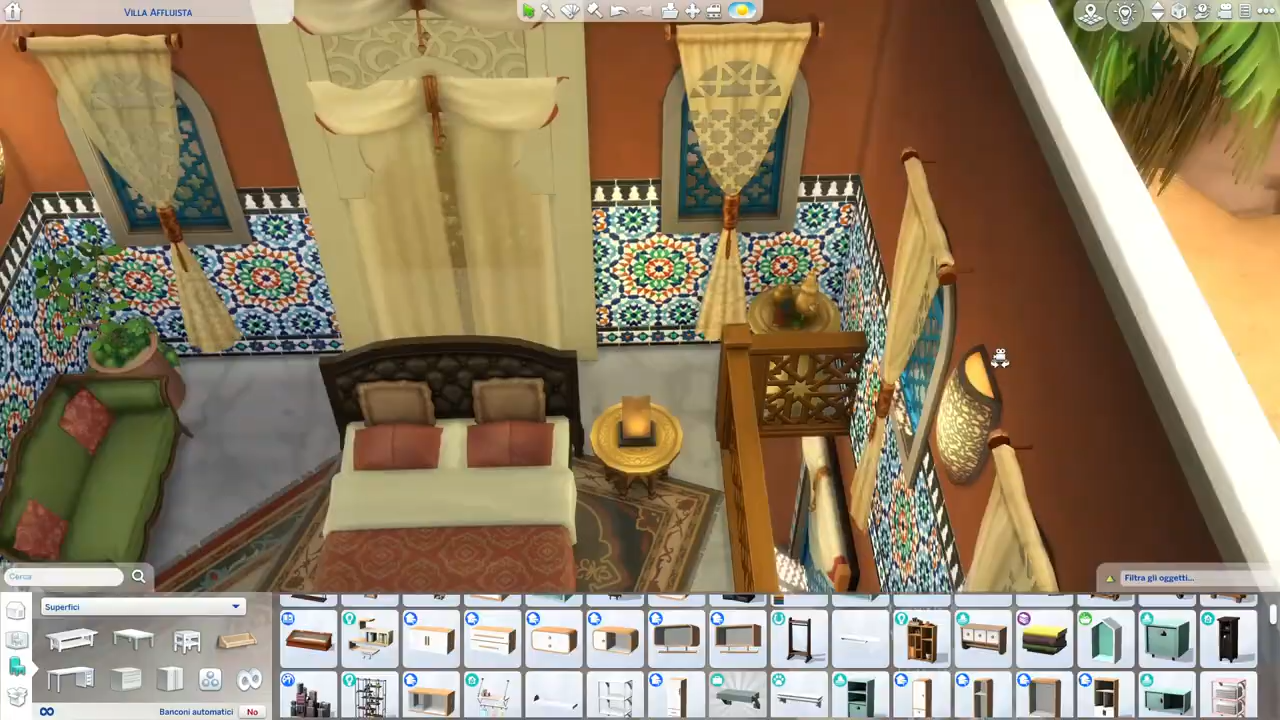 VILLA AFFLUISTA
Cerca
Filtra gli oggetti...
Superfici
Banconi automatici No